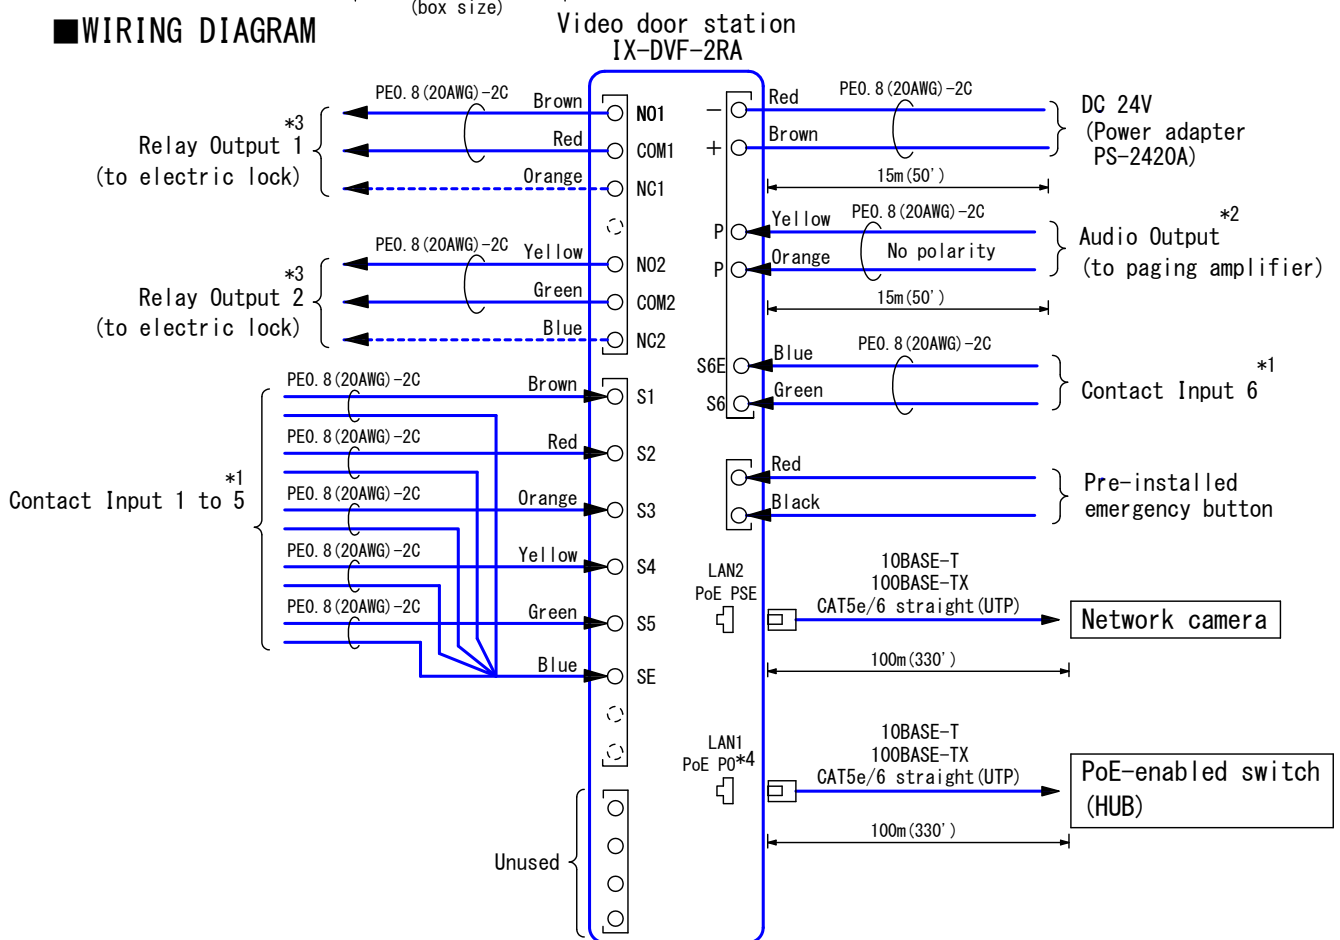 (box size)
■WIRING DIAGRAM
Video door station
IX-DVF-2RA
PE0.8(20AWG)-2C
Brown
NO1
*3
Relay Output 1
(to electric lock)
Red
COM1
Orange
NC1
PE0.8(20AWG)-2C
Yellow
NO2
*3
Relay Output 2
(to electric lock)
Green
COM2
Blue
NC2
PE0.8(20AWG)-2C
Brown
S1
PE0.8(20AWG)-2C
Red
S2
*1
Contact Input 1 to 5
PE0.8(20AWG)-2C
Orange
S3
PE0.8(20AWG)-2C
Yellow
S4
PE0.8(20AWG)-2C
Green
S5
Blue
SE
Unused
−
Red
PE0.8(20AWG)-2C
+
Brown
DC 24V
(Power adapter
PS-2420A)
15m(50')
P
Yellow
PE0.8(20AWG)-2C
No polarity
P
Orange
*2
Audio Output
(to paging amplifier)
15m(50')
S6E
Blue
PE0.8(20AWG)-2C
S6
Green
*1
Contact Input 6
Red
Black
Pre-installed
emergency button
LAN2
PoE PSE
10BASE-T
100BASE-TX
CAT5e/6 straight(UTP)
Network camera
100m(330')
LAN1
PoE PD*4
10BASE-T
100BASE-TX
CAT5e/6 straight(UTP)
PoE-enabled switch
(HUB)
100m(330')